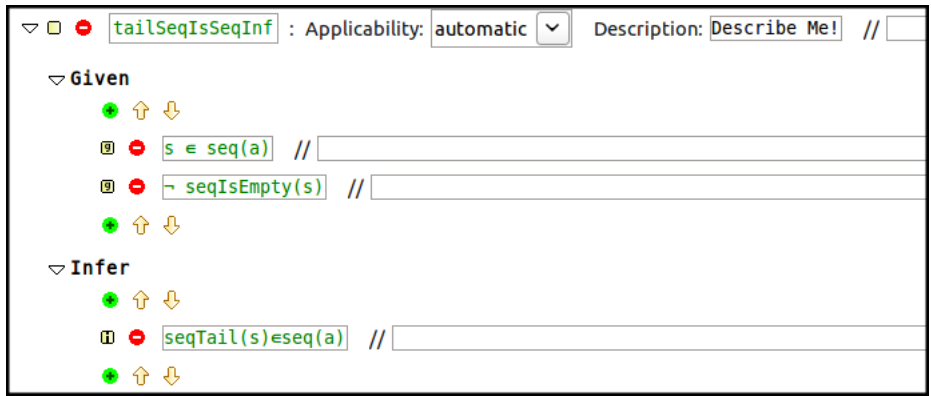 tailSeqIsSeqInf : Applicability: automatic Description: Describe Me! //
Given
s ∈ seq(a) //
¬ seqIsEmpty(s) //
Infer
seqTail(s)∈seq(a) //